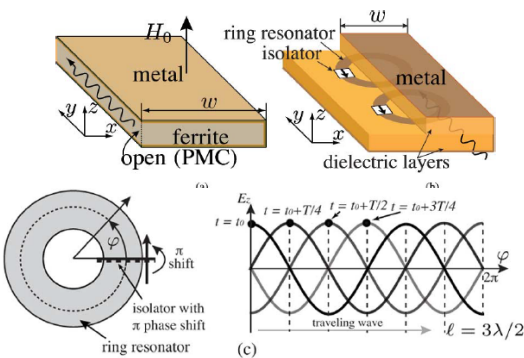 H₀
metal
w
y z
x
ferrite
open (PMC)
(a)
w
ring resonator
isolator
metal
y z
x
dielectric layers
(b)
φ
π
shift
isolator with
π phase shift
ring resonator
E_z
t = t₀
t = t₀+T/4
t = t₀+T/2
t = t₀+3T/4
φ
2π
traveling wave
ℓ = 3λ/2
(c)